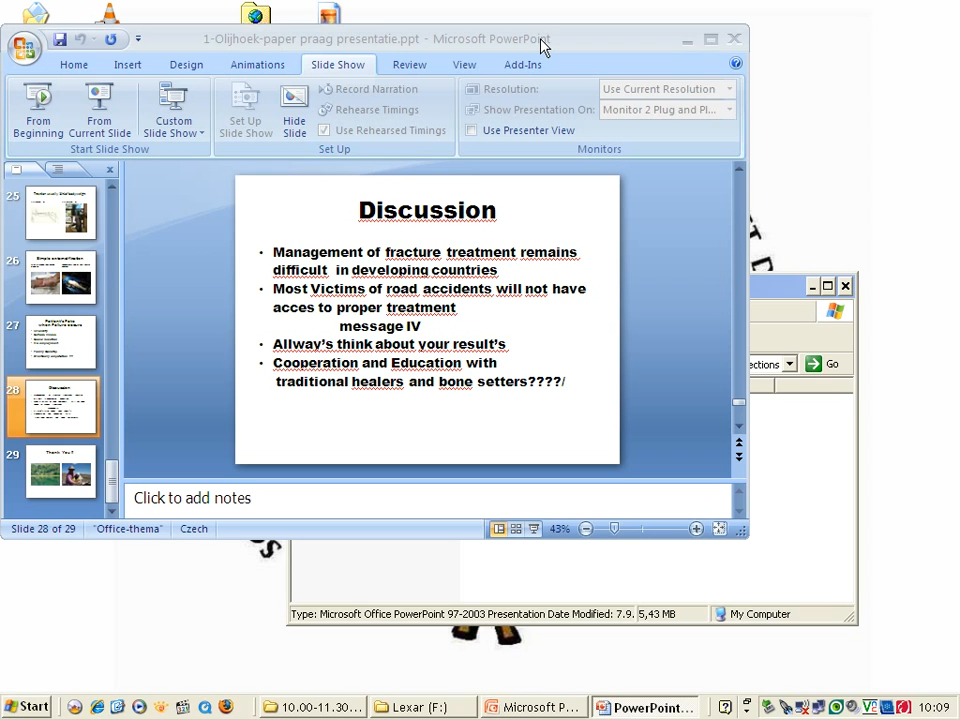 1-Olijhoek-paper praag presentatie.ppt - Microsoft PowerPoint
Home Insert Design Animations Slide Show Review View Add-Ins
From Beginning
From Current Slide
Custom Slide Show
Start Slide Show
Set Up Slide Show
Hide Slide
Record Narration
Rehearse Timings
Use Rehearsed Timings
Set Up
Resolution: Use Current Resolution
Show Presentation On: Monitor 2 Plug and Pl...
Use Presenter View
Monitors
25
26
27
28
29
Discussion
• Management of fracture treatment remains
difficult in developing countries
• Most Victims of road accidents will not have
acces to proper treatment
message IV
• Allway's think about your result's
• Cooperation and Education with
traditional healers and bone setters????/
Thank You!!
Click to add notes
Slide 28 of 29 "Office-thema" Czech 43%
ections Go
Type: Microsoft Office PowerPoint 97-2003 Presentation Date Modified: 7.9. 5,43 MB My Computer
Start 10.00-11.30... Lexar (F:) Microsoft P... PowerPoint... 10:09